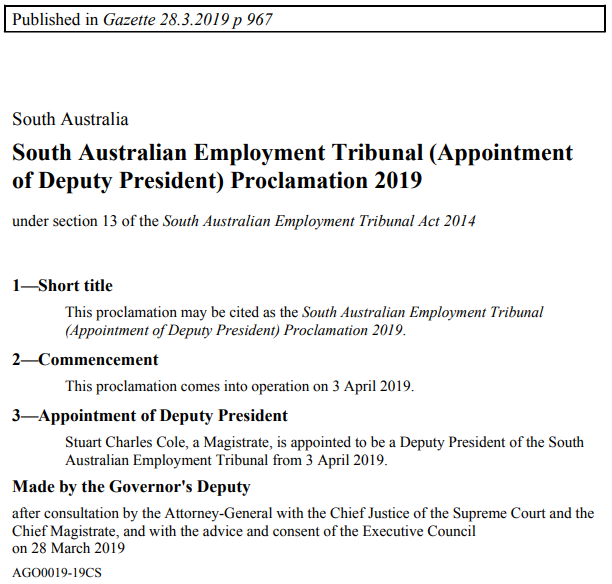 Published in Gazette 28.3.2019 p 967
South Australia
South Australian Employment Tribunal (Appointment
of Deputy President) Proclamation 2019
under section 13 of the South Australian Employment Tribunal Act 2014
1—Short title
This proclamation may be cited as the South Australian Employment Tribunal
(Appointment of Deputy President) Proclamation 2019.
2—Commencement
This proclamation comes into operation on 3 April 2019.
3—Appointment of Deputy President
Stuart Charles Cole, a Magistrate, is appointed to be a Deputy President of the South
Australian Employment Tribunal from 3 April 2019.
Made by the Governor's Deputy
after consultation by the Attorney-General with the Chief Justice of the Supreme Court and the
Chief Magistrate, and with the advice and consent of the Executive Council
on 28 March 2019
AGO0019-19CS